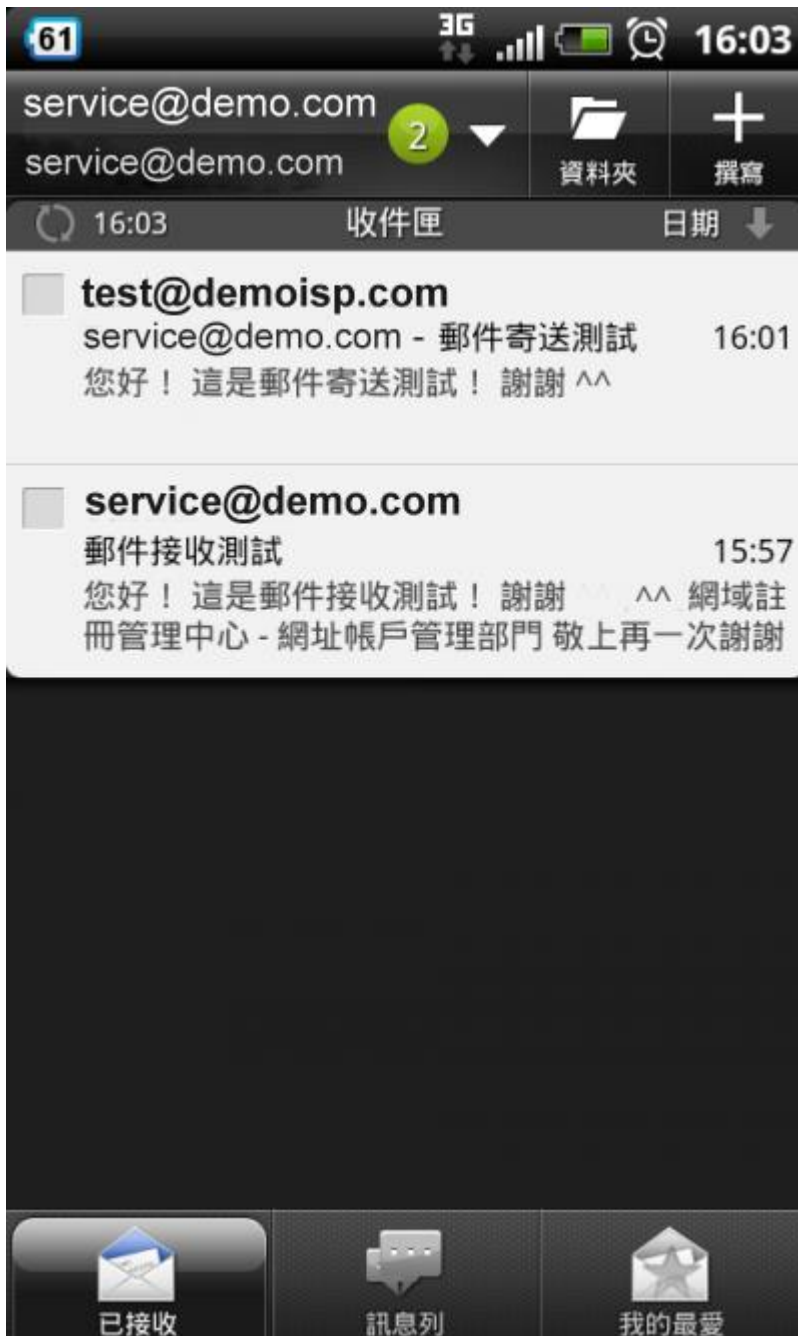 61 3G 16:03
service@demo.com
service@demo.com
2
資料夾 撰寫
16:03 收件匣 日期
test@demoisp.com
service@demo.com - 郵件寄送測試 16:01
您好！ 這是郵件寄送測試！ 謝謝 ^^
service@demo.com
郵件接收測試 15:57
您好！ 這是郵件接收測試！ 謝謝 ^^ 網域註
冊管理中心 - 網址帳戶管理部門 敬上再一次謝謝
已接收 訊息列 我的最愛